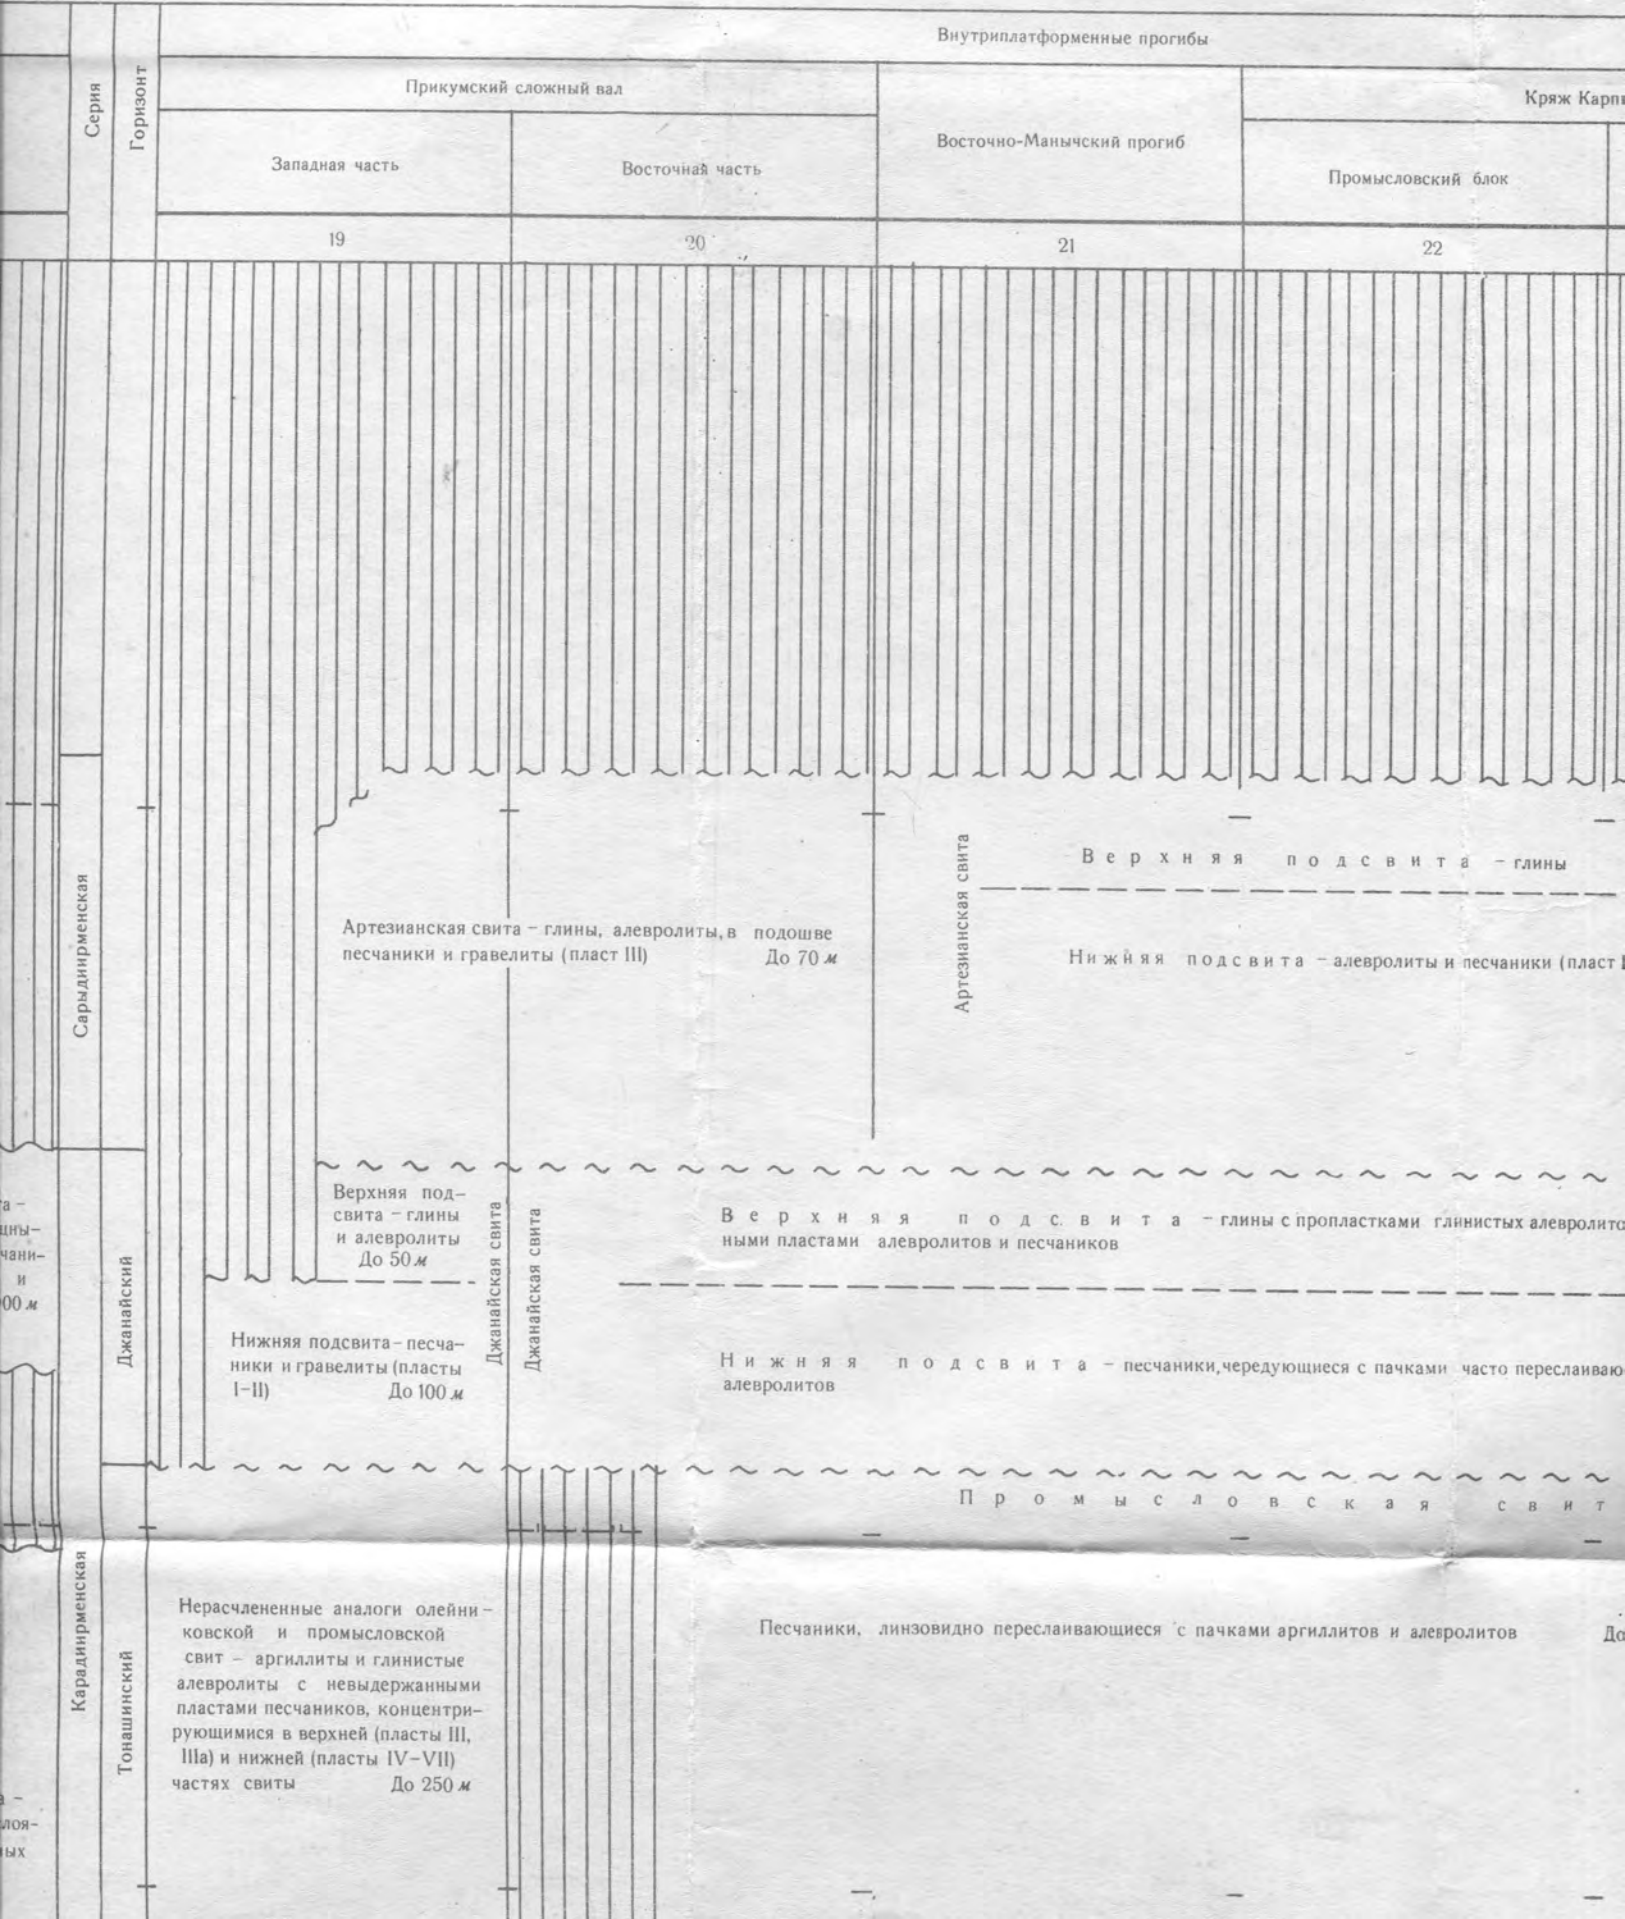 Внутриплатформенные прогибы
Серия
Горизонт
Прикумский сложный вал
Западная часть
Восточная часть
Восточно-Манычский прогиб
Кряж
Промысловский блок
19
20
21
22
Сарыдиирменская
Артезианская свита – глины, алевролиты, в подошве
песчаники и гравелиты (пласт III) До 70 м
Артезианская свита
Верхняя подсвита – глины
Нижняя подсвита – алевролиты и песчаники (пласт
Джанайский
Верхняя под–
свита – глины
и алевролиты
До 50 м
Нижняя подсвита – песча–
ники и гравелиты (пласты
I–II) До 100 м
Джанайская свита
Джанайская свита
Верхняя подсвита – глины с пропластками глинистых
ными пластами алевролитов и песчаников
Нижняя подсвита – песчаники, чередующиеся с пачками часто
алевролитов
Промысловская
Карадиирменская
Тонашинский
Нерасчлененные аналоги олейни–
ковской и промысловской
свит – аргиллиты и глинистые
алевролиты с невыдержанными
пластами песчаников, концентри–
рующимися в верхней (пласты III,
IIIа) и нижней (пласты IV–VII)
частях свиты До 250 м
Песчаники, линзовидно переслаивающиеся с пачками аргиллитов и алевролитов До